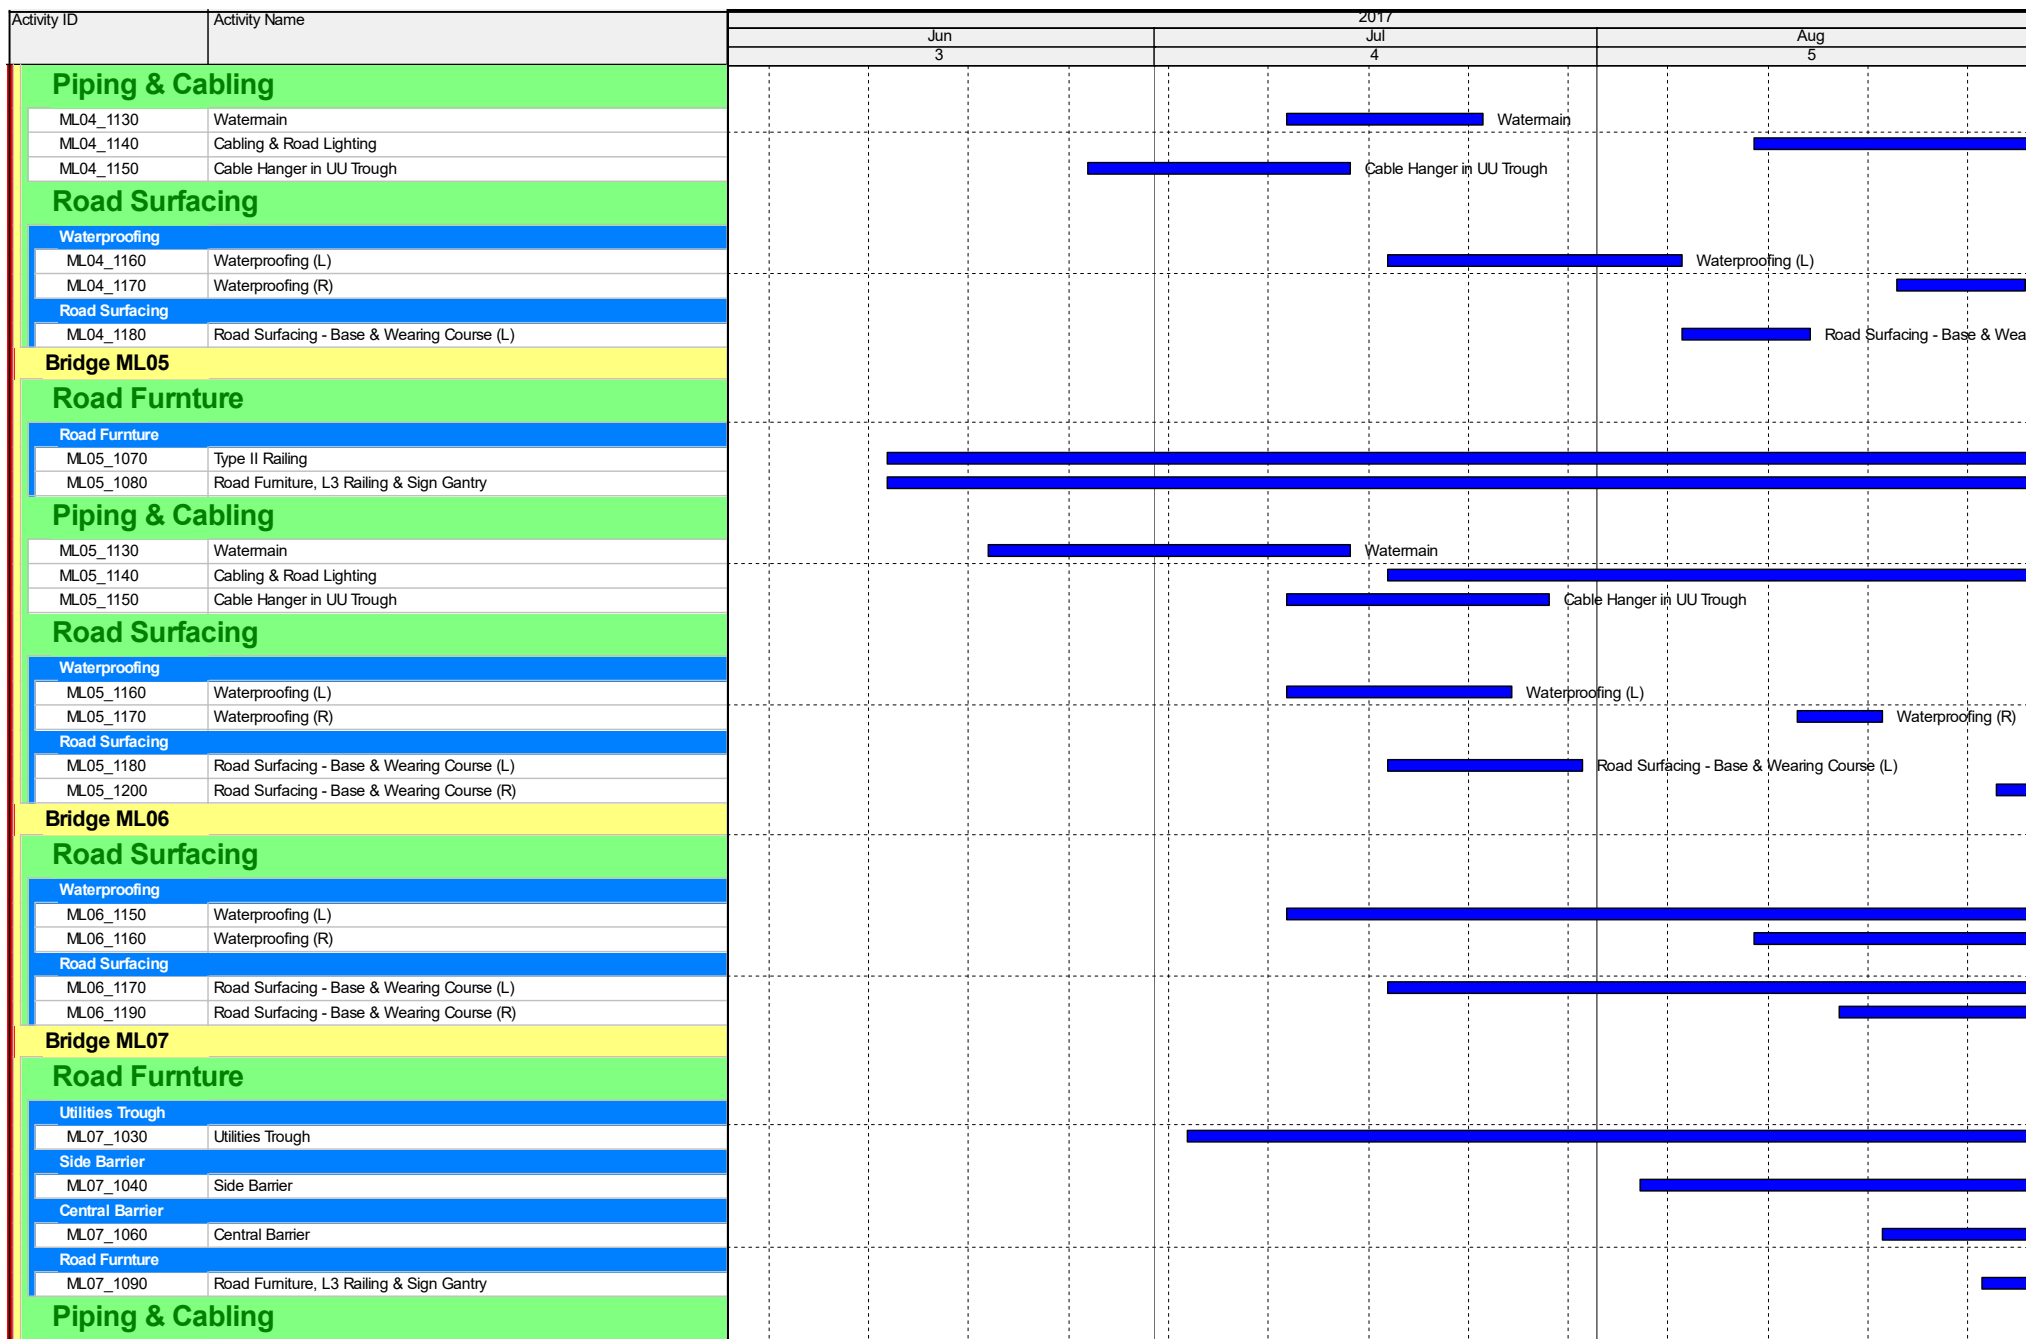 Activity ID Activity Name 2017
Jun Jul Aug
3 4 5
Piping & Cabling
ML04_1130 Watermain Watermain
ML04_1140 Cabling & Road Lighting
ML04_1150 Cable Hanger in UU Trough Cable Hanger in UU Trough
Road Surfacing
Waterproofing
ML04_1160 Waterproofing (L) Waterproofing (L)
ML04_1170 Waterproofing (R)
Road Surfacing
ML04_1180 Road Surfacing - Base & Wearing Course (L) Road Surfacing - Base & Wea
Bridge ML05
Road Furnture
Road Furnture
ML05_1070 Type II Railing
ML05_1080 Road Furniture, L3 Railing & Sign Gantry
Piping & Cabling
ML05_1130 Watermain Watermain
ML05_1140 Cabling & Road Lighting
ML05_1150 Cable Hanger in UU Trough Cable Hanger in UU Trough
Road Surfacing
Waterproofing
ML05_1160 Waterproofing (L) Waterproofing (L)
ML05_1170 Waterproofing (R) Waterproofing (R)
Road Surfacing
ML05_1180 Road Surfacing - Base & Wearing Course (L) Road Surfacing - Base & Wearing Course (L)
ML05_1200 Road Surfacing - Base & Wearing Course (R)
Bridge ML06
Road Surfacing
Waterproofing
ML06_1150 Waterproofing (L)
ML06_1160 Waterproofing (R)
Road Surfacing
ML06_1170 Road Surfacing - Base & Wearing Course (L)
ML06_1190 Road Surfacing - Base & Wearing Course (R)
Bridge ML07
Road Furnture
Utilities Trough
ML07_1030 Utilities Trough
Side Barrier
ML07_1040 Side Barrier
Central Barrier
ML07_1060 Central Barrier
Road Furnture
ML07_1090 Road Furniture, L3 Railing & Sign Gantry
Piping & Cabling